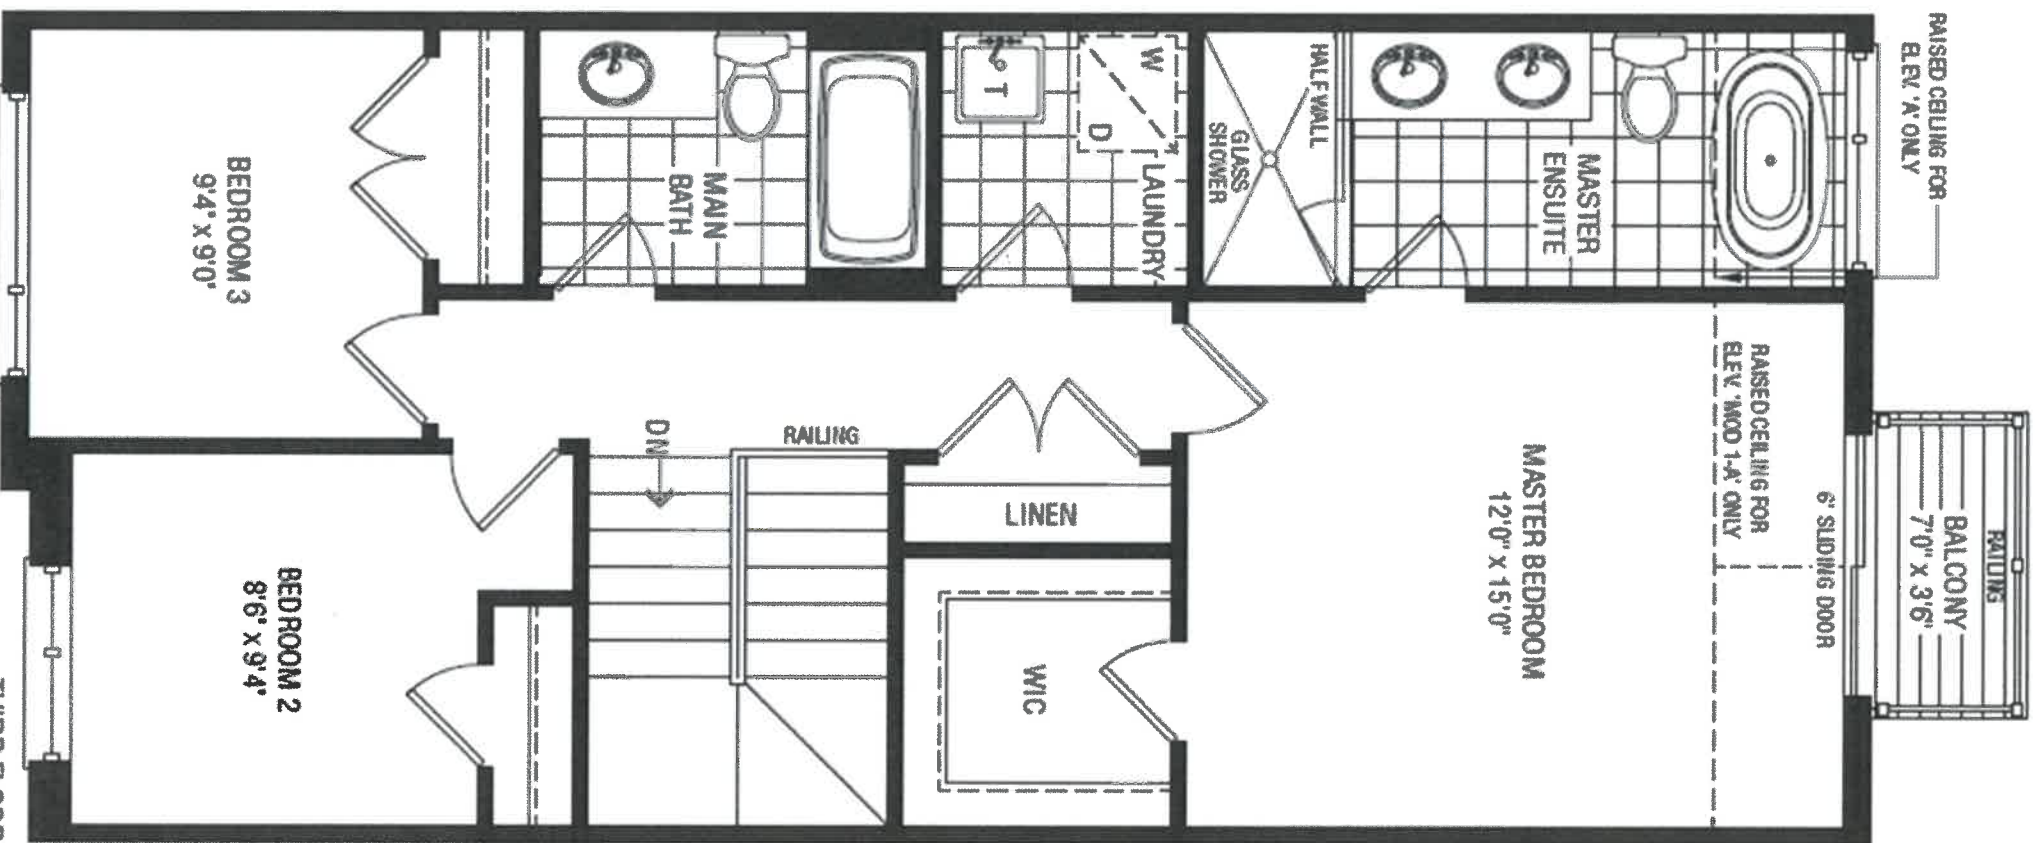 RAISED CEILING FOR
ELEV. 'A' ONLY
RAILING
BALCONY
7'0" x 3'6"
6' SLIDING DOOR
RAISED CEILING FOR
ELEV. 'MOD 1-A' ONLY
MASTER
ENSUITE
MASTER BEDROOM
12'0" x 15'0"
HALF WALL
GLASS
SHOWER
W
D
LAUNDRY
T
LINEN
WIC
RAILING
DN
MAIN
BATH
BEDROOM 3
9'4" x 9'0"
BEDROOM 2
8'6" x 9'4"